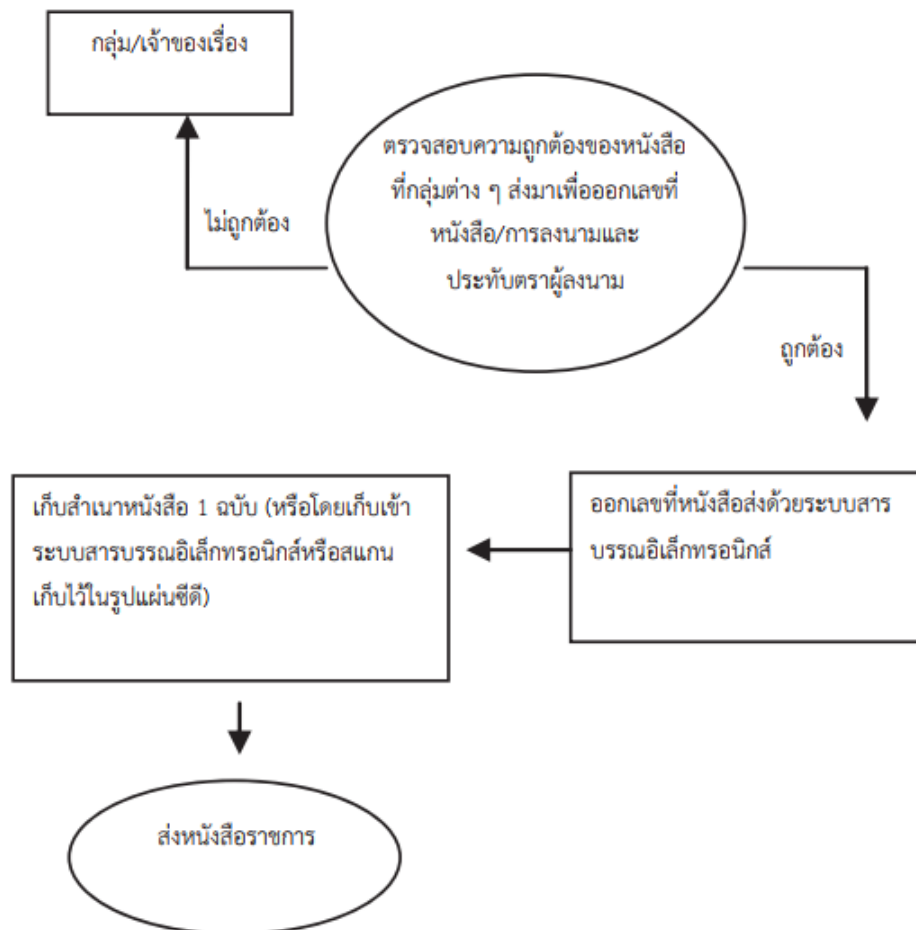 กลุ่ม/เจ้าของเรื่อง
ตรวจสอบความถูกต้องของหนังสือ
ที่กลุ่มต่าง ๆ ส่งมาเพื่อออกเลขที่
หนังสือ/การลงนามและ
ประทับตราผู้ลงนาม
ไม่ถูกต้อง
ถูกต้อง
ออกเลขที่หนังสือส่งด้วยระบบสาร
บรรณอิเล็กทรอนิกส์
เก็บสำเนาหนังสือ 1 ฉบับ (หรือโดยเก็บเข้า
ระบบสารบรรณอิเล็กทรอนิกส์หรือสแกน
เก็บไว้ในรูปแผ่นซีดี)
ส่งหนังสือราชการ